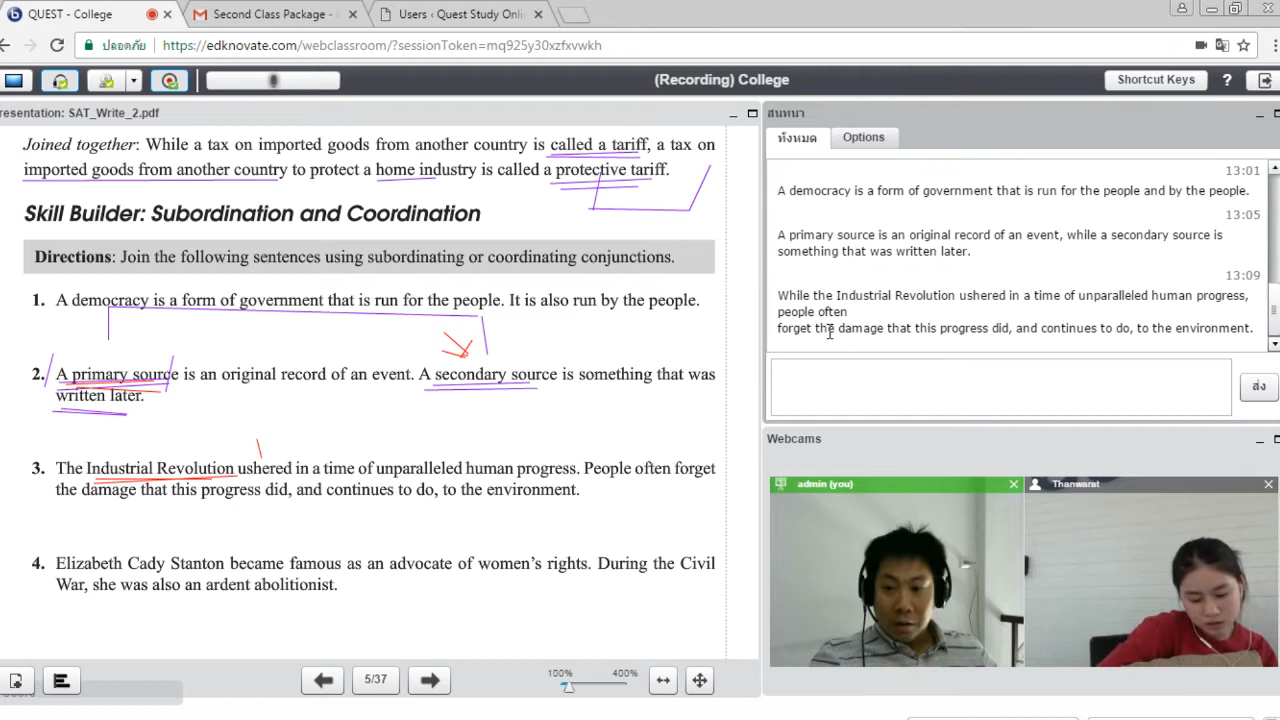 QUEST - College
Second Class Package -
Users ‹ Quest Study Onli
ปลอดภัย
https://edknovate.com/webclassroom/?sessionToken=mq925y30xzfxvwkh
(Recording) College
Shortcut Keys
?
resentation: SAT_Write_2.pdf
Joined together: While a tax on imported goods from another country is called a tariff, a tax on
imported goods from another country to protect a home industry is called a protective tariff.
Skill Builder: Subordination and Coordination
Directions: Join the following sentences using subordinating or coordinating conjunctions.
1. A democracy is a form of government that is run for the people. It is also run by the people.
2. A primary source is an original record of an event. A secondary source is something that was
written later.
3. The Industrial Revolution ushered in a time of unparalleled human progress. People often forget
the damage that this progress did, and continues to do, to the environment.
4. Elizabeth Cady Stanton became famous as an advocate of women's rights. During the Civil
War, she was also an ardent abolitionist.
5/37
100%
400%
สนทนา
ทั้งหมด
Options
13:01
A democracy is a form of government that is run for the people and by the people.
13:05
A primary source is an original record of an event, while a secondary source is
something that was written later.
13:09
While the Industrial Revolution ushered in a time of unparalleled human progress,
people often
forget the damage that this progress did, and continues to do, to the environment.
ส่ง
Webcams
admin (you)
Thanwarat